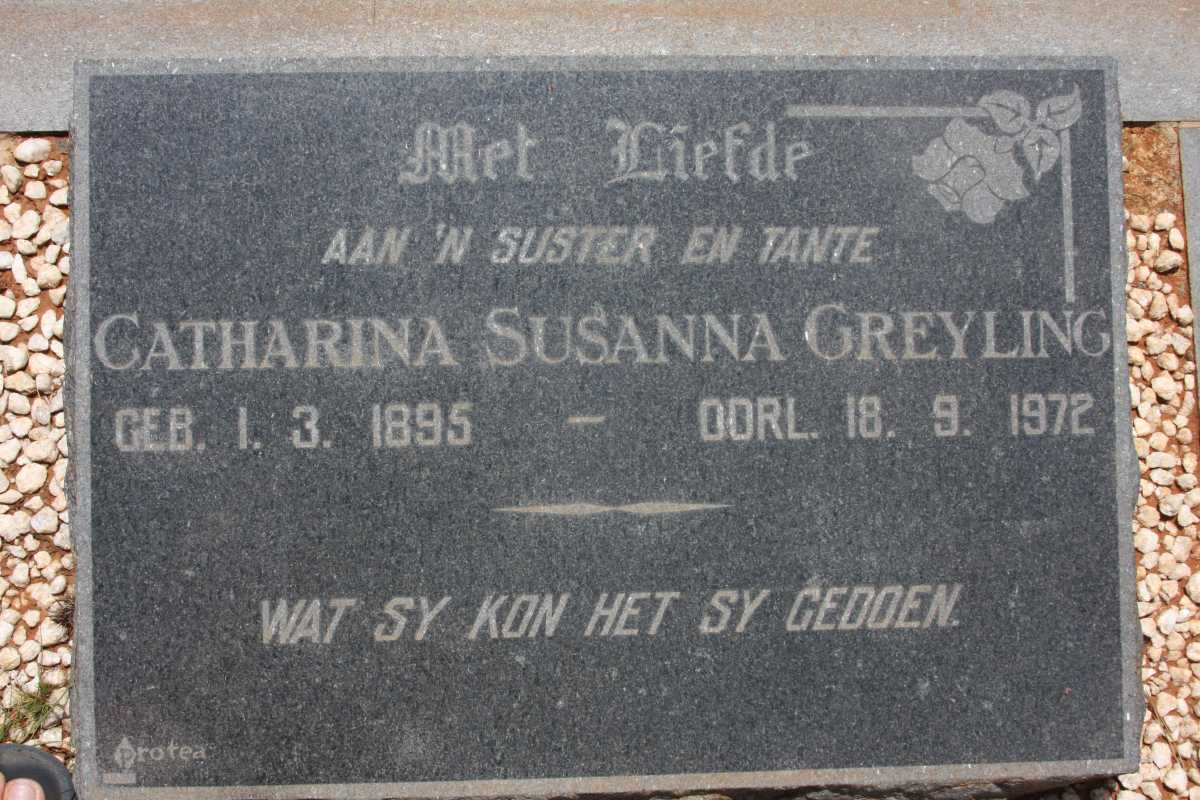 Met Liefde
AAN 'N SUSTER EN TANTE
CATHARINA SUSANNA GREYLING
GEB. 1. 3. 1895 – OORL. 18. 9. 1972
WAT SY KON HET SY GEDOEN.
Protea